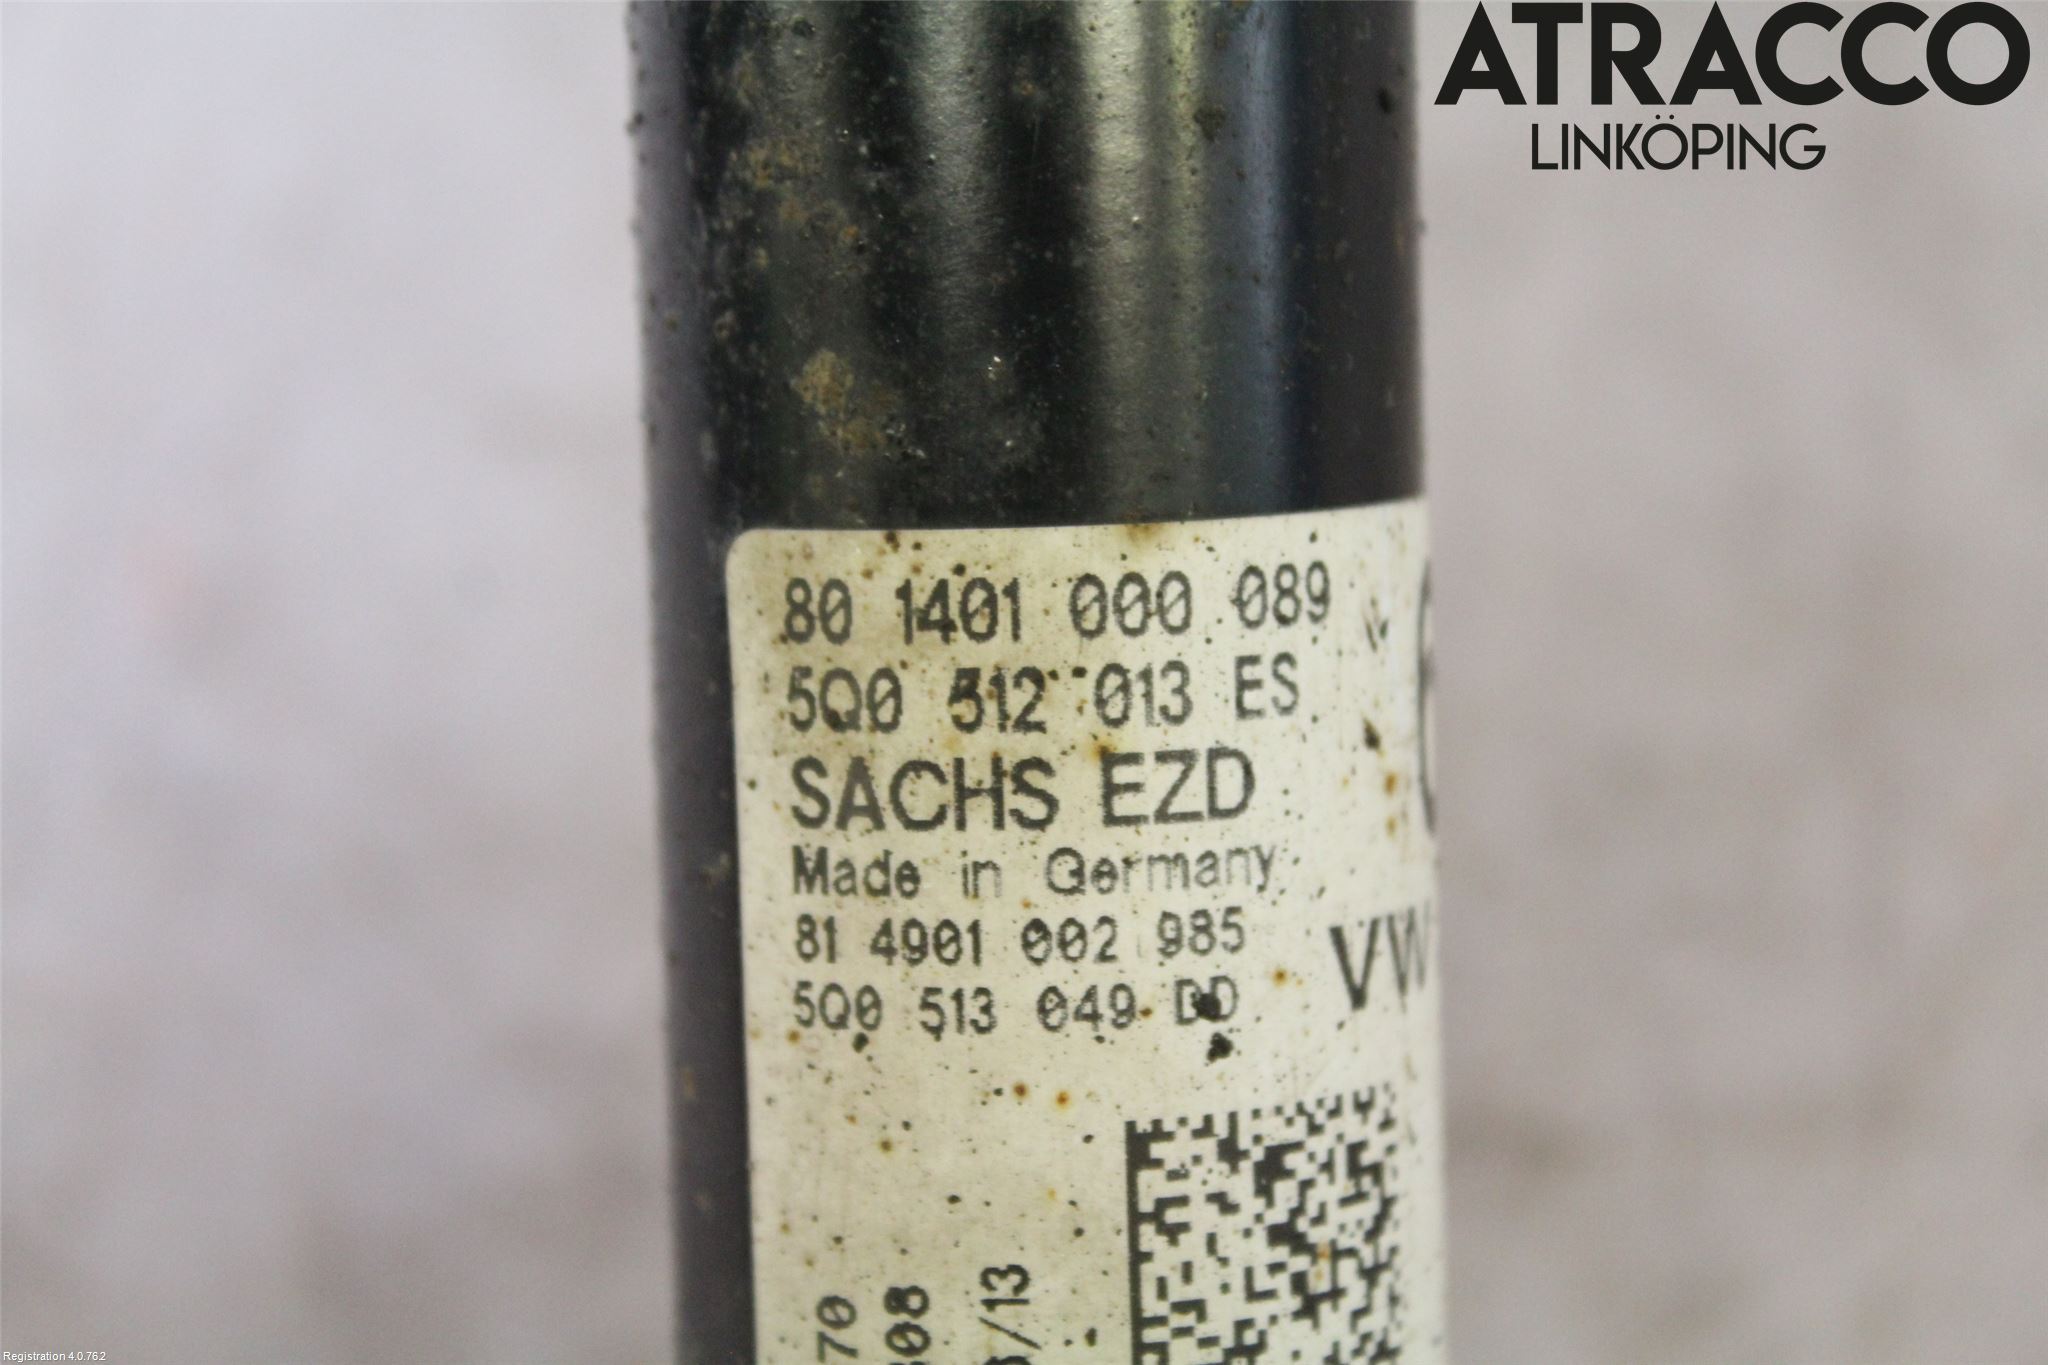 ATRACCO
LINKÖPING
80 1401 000 089
5Q0 512 013 ES
SACHS EZD
Made in Germany
81 4901 002 985
5Q0 513 049 DD
VW
/13
Registration 4.0.762